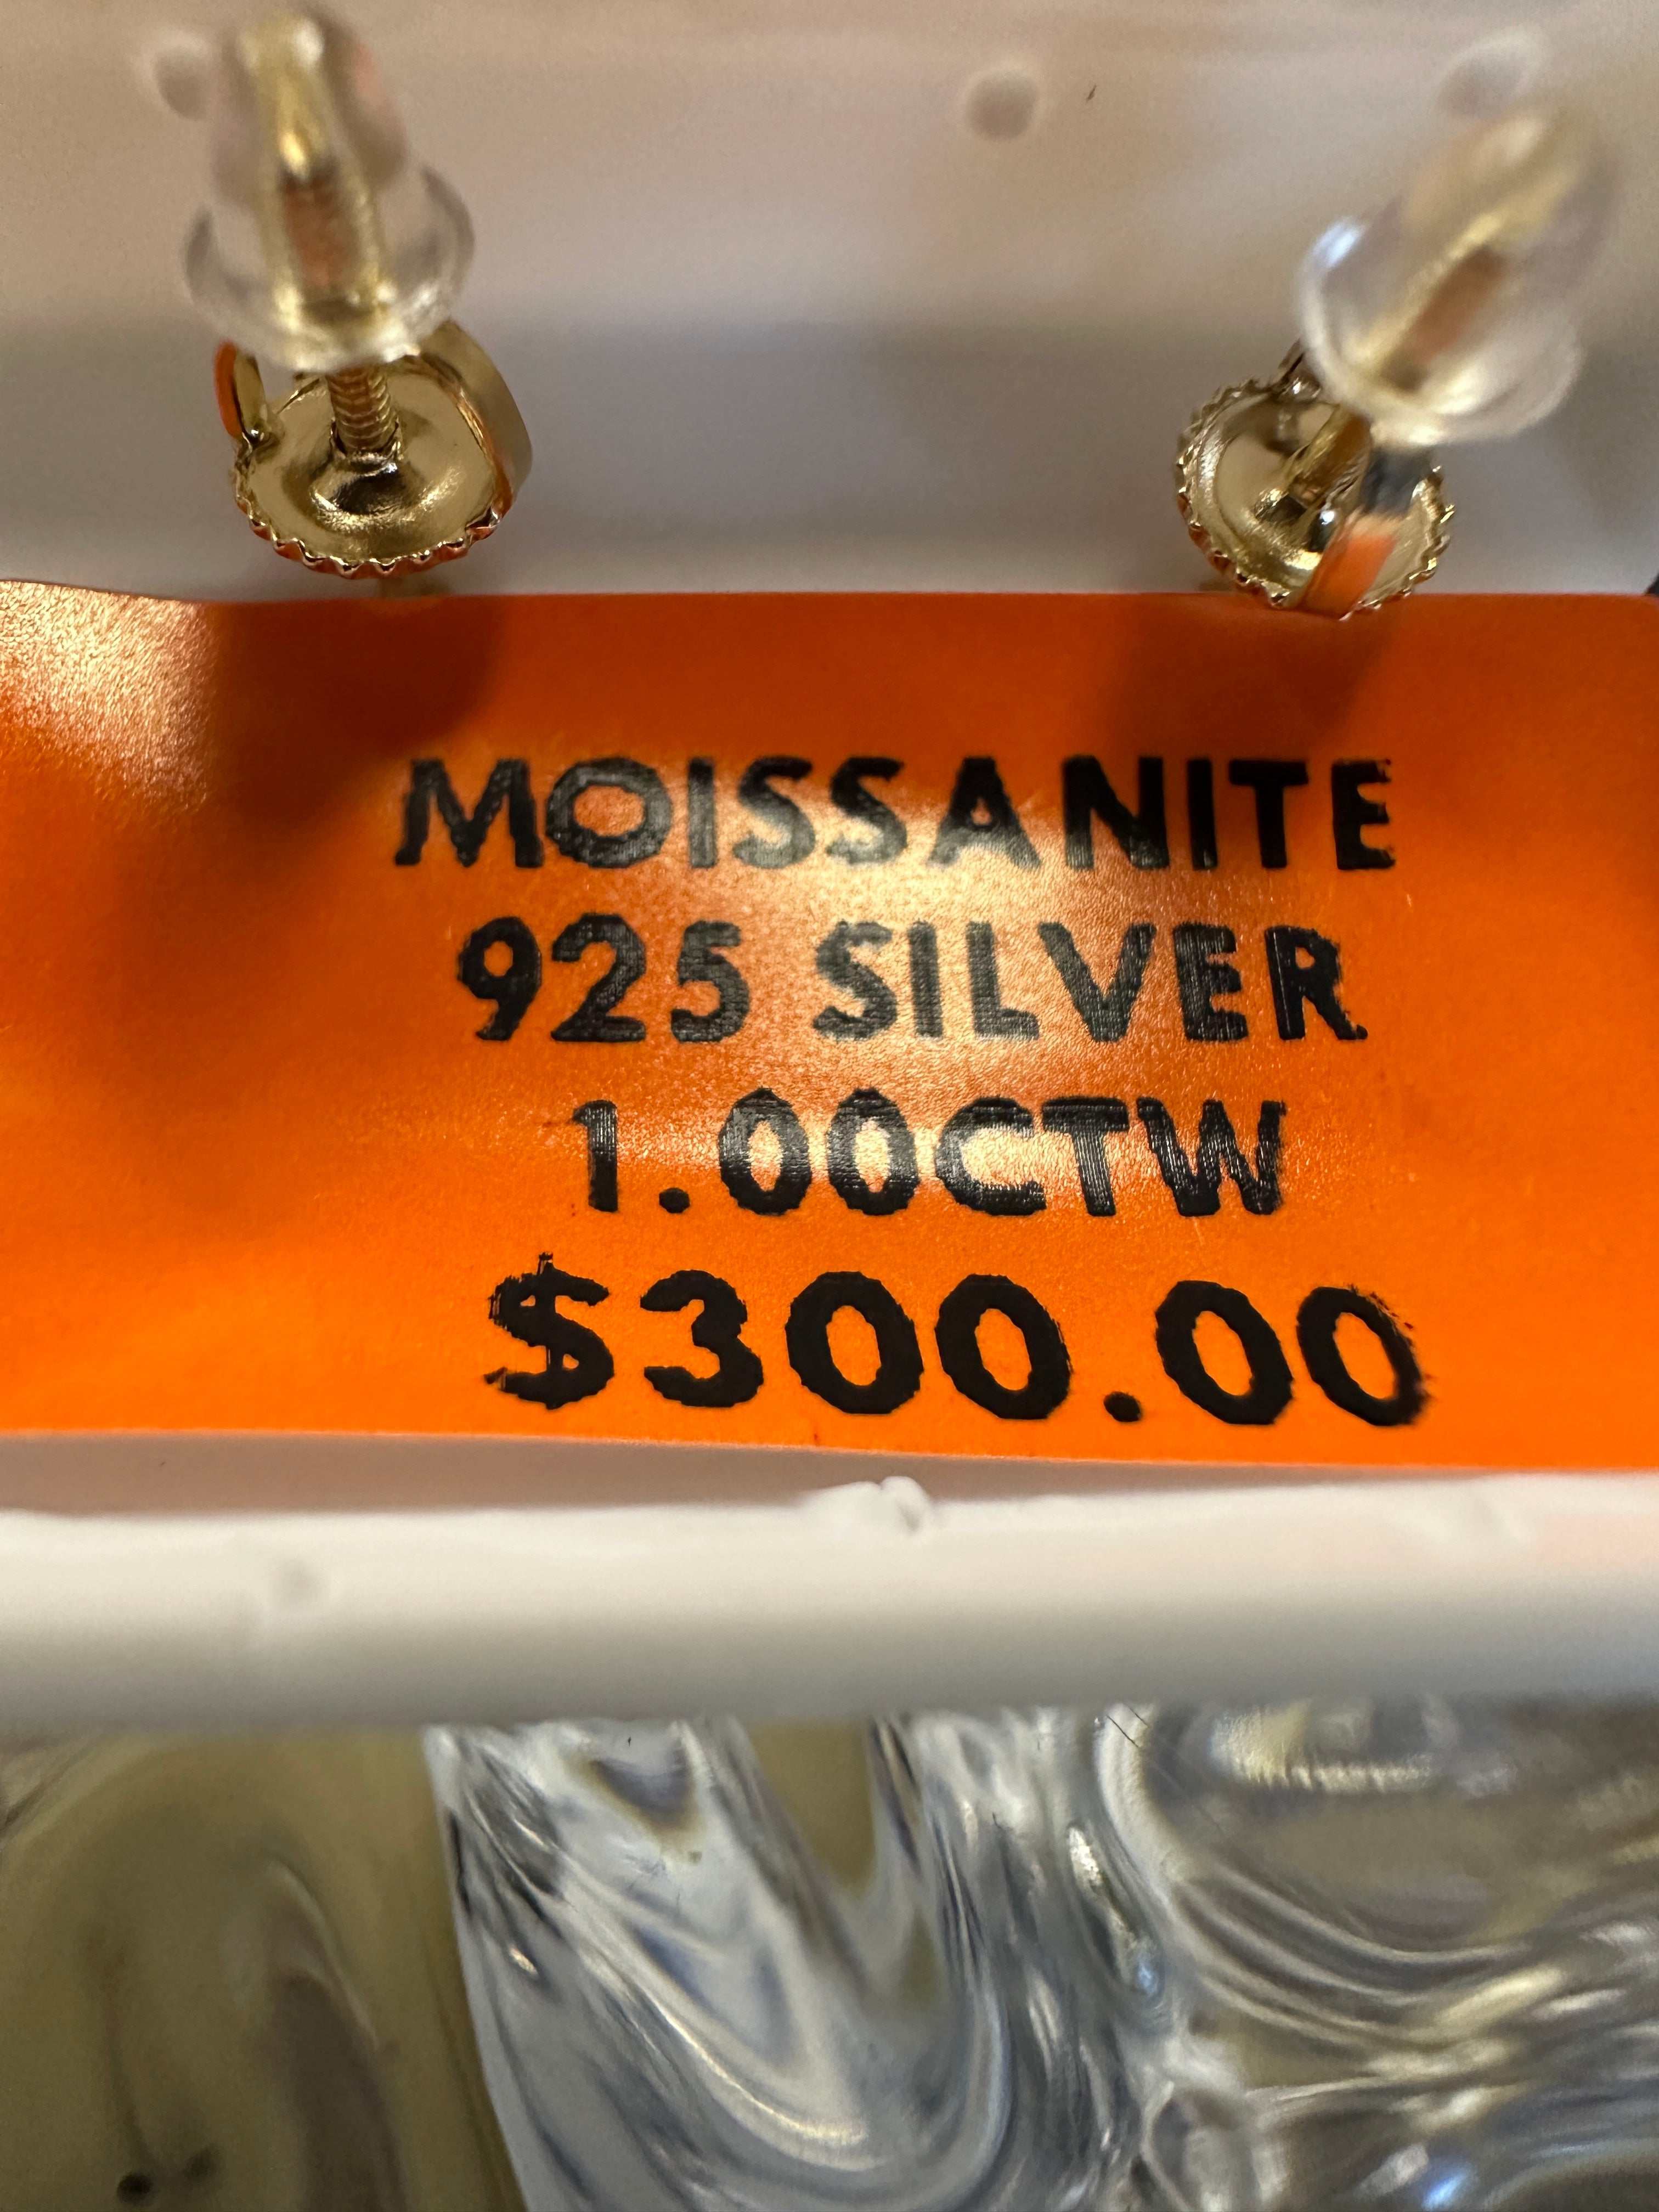 MOISSANITE
925 SILVER
1.00CTW
$300.00